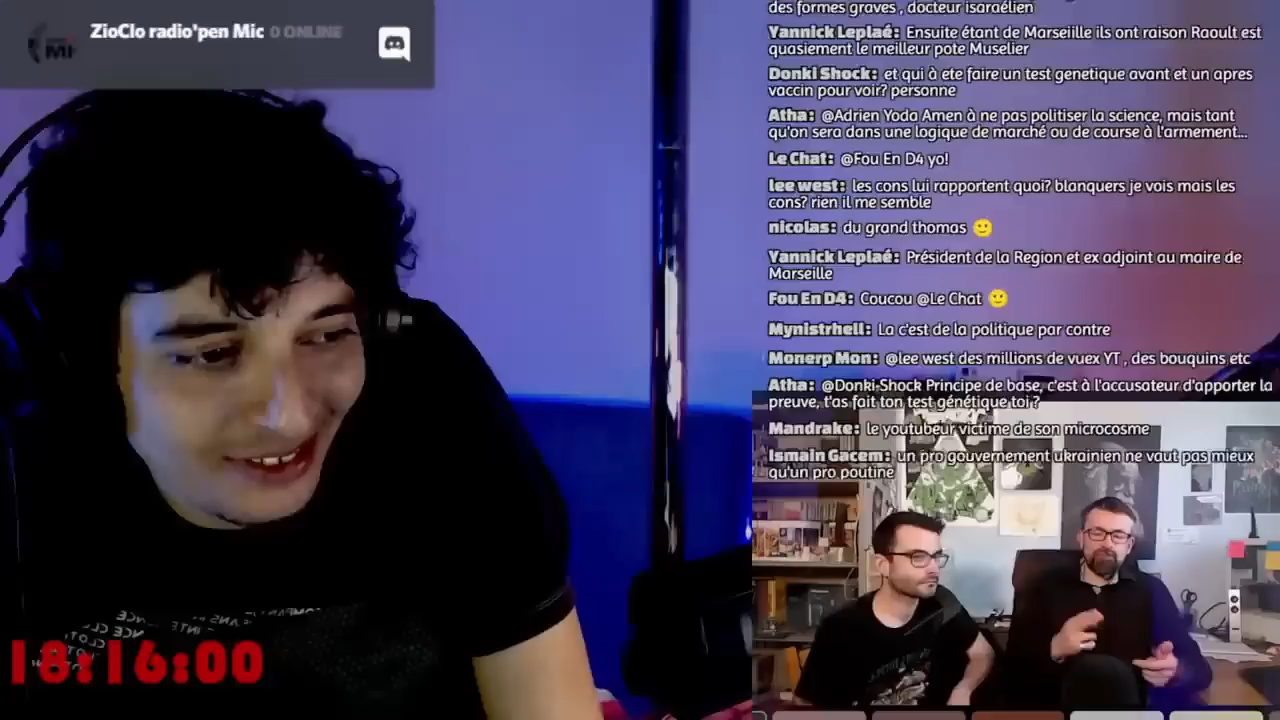 ZioClo radio'pen Mic 0 ONLINE
des formes graves , docteur isaraélien
Yannick Leplaé: Ensuite étant de Marseiille ils ont raison Raoult est
quasiement le meilleur pote Muselier
Donki Shock: et qui à ete faire un test genetique avant et un apres
vaccin pour voir? personne
Atha: @Adrien Yoda Amen à ne pas politiser la science, mais tant
qu'on sera dans une logique de marché ou de course à l'armement...
Le Chat: @Fou En D4 yo!
lee west: les cons lui rapportent quoi? blanquers je vois mais les
cons? rien il me semble
nicolas: du grand thomas 🙂
Yannick Leplaé: Président de la Region et ex adjoint au maire de
Marseille
Fou En D4: Coucou @Le Chat 🙂
Mynistrhell: La c'est de la politique par contre
Monerp Mon: @lee west des millions de vuex YT , des bouquins etc
Atha: @Donki-Shock Principe de base, c'est à l'accusateur d'apporter la
preuve, t'as fait ton test génétique toi ?
Mandrake: le youtubeur victime de son microcosme
Ismain Gacem: un pro gouvernement ukrainien ne vaut pas mieux
qu'un pro poutine
18:16:00